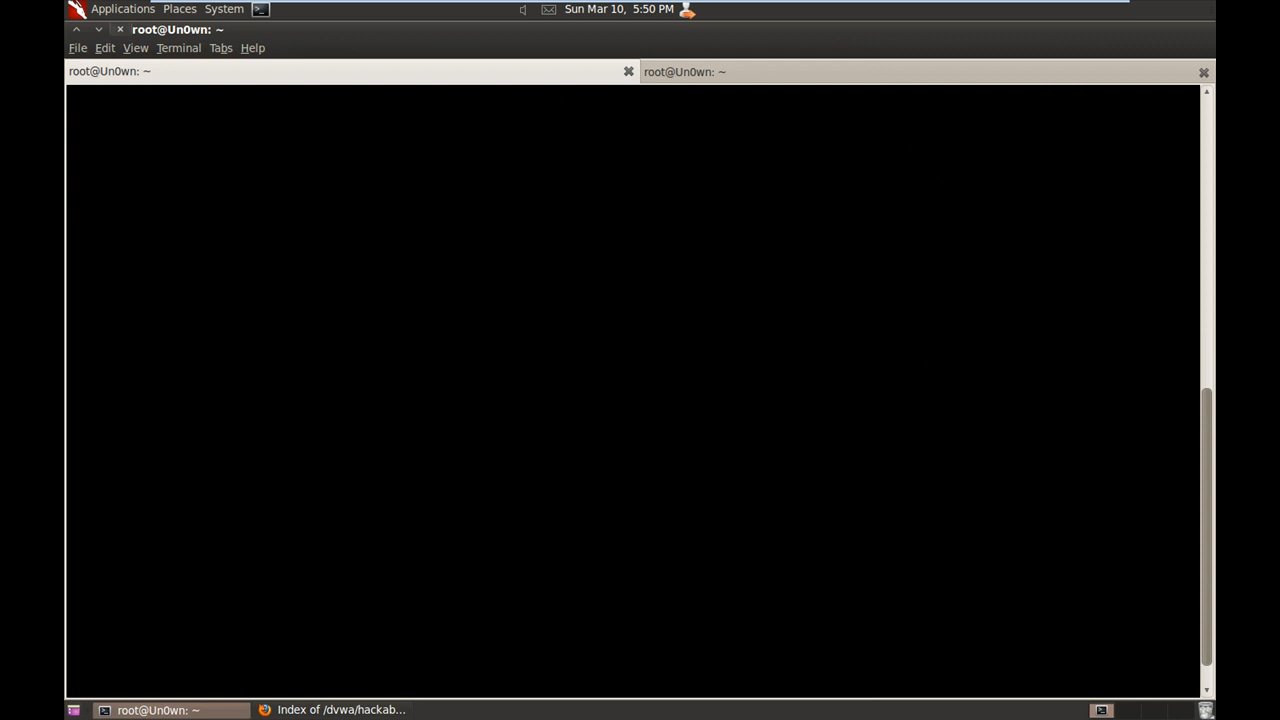 Applications Places System Sun Mar 10, 5:50 PM
root@Un0wn: ~
File Edit View Terminal Tabs Help
root@Un0wn: ~ root@Un0wn: ~
root@Un0wn: ~ Index of /dvwa/hackab...